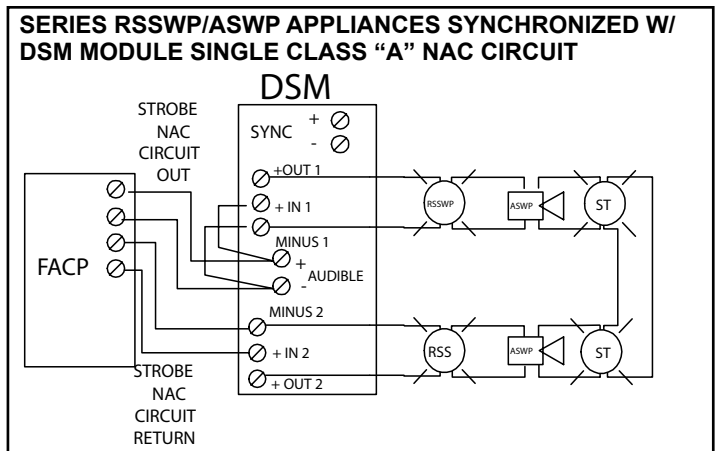 SERIES RSSWP/ASWP APPLIANCES SYNCHRONIZED W/
DSM MODULE SINGLE CLASS “A” NAC CIRCUIT
DSM
STROBE
NAC
CIRCUIT
OUT
SYNC
+
-
+OUT 1
+ IN 1
MINUS 1
+
AUDIBLE
-
MINUS 2
+ IN 2
+ OUT 2
FACP
STROBE
NAC
CIRCUIT
RETURN
RSSWP
ASWP
ST
RSS
ASWP
ST